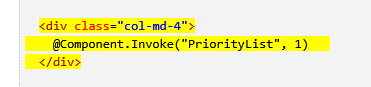 <div class="col-md-4">
@Component.Invoke("PriorityList", 1)
</div>